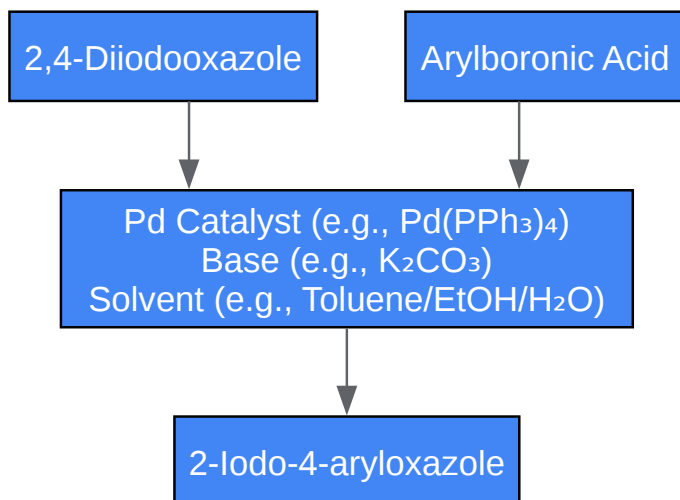 2,4-Diiodooxazole
Arylboronic Acid
Pd Catalyst (e.g., Pd(PPh₃)₄)
Base (e.g., K₂CO₃)
Solvent (e.g., Toluene/EtOH/H₂O)
2-Iodo-4-aryloxazole